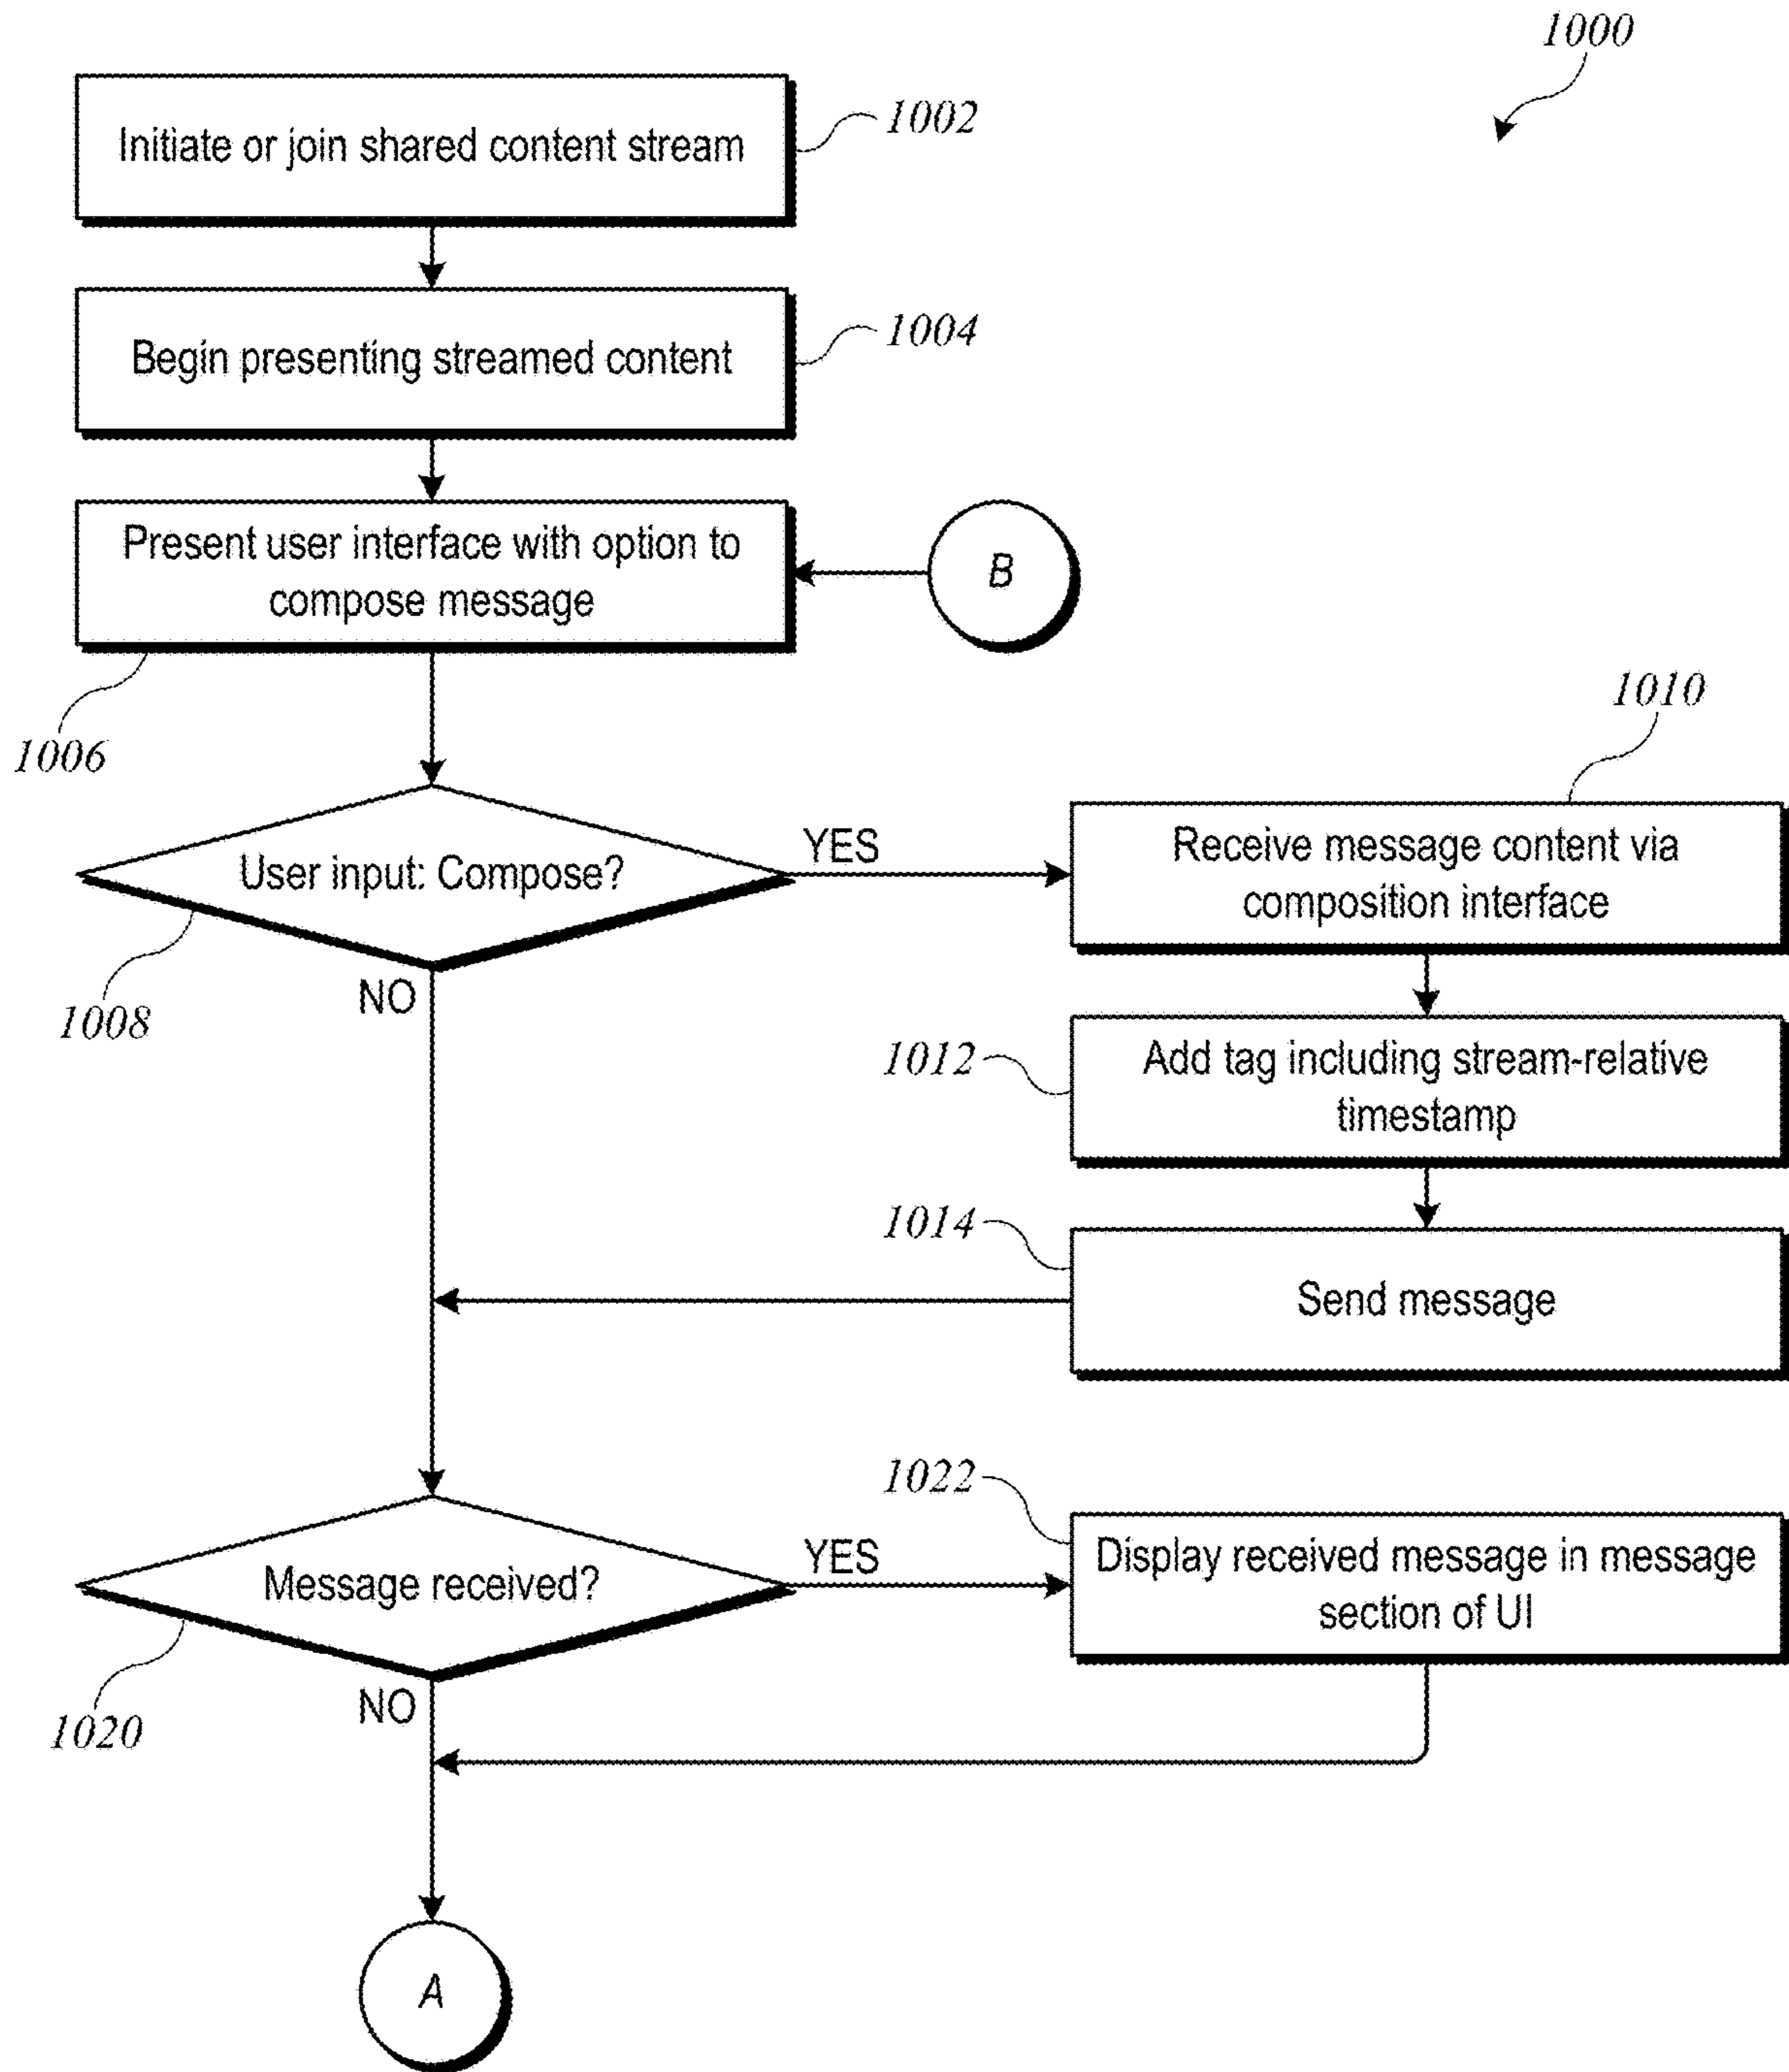 1000
Initiate or join shared content stream
1002
Begin presenting streamed content
1004
Present user interface with option to
compose message
B
1006
User input: Compose?
YES
NO
1008
1010
Receive message content via
composition interface
1012
Add tag including stream-relative
timestamp
1014
Send message
Message received?
YES
NO
1020
1022
Display received message in message
section of UI
A